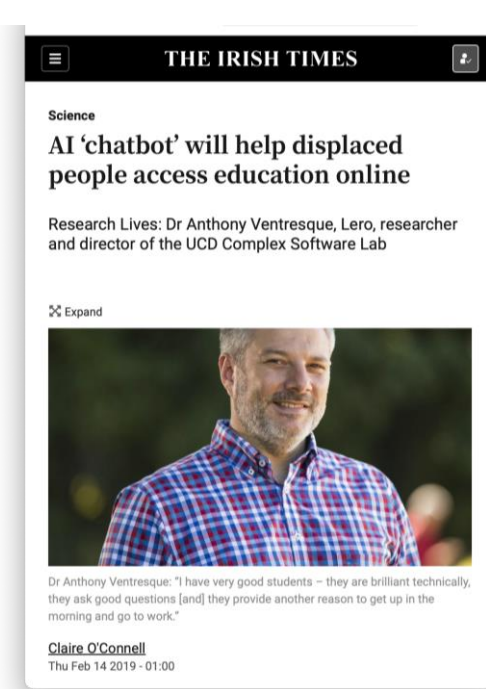 THE IRISH TIMES
Science
AI ‘chatbot’ will help displaced
people access education online
Research Lives: Dr Anthony Ventresque, Lero, researcher
and director of the UCD Complex Software Lab
Expand
Dr Anthony Ventresque: “I have very good students – they are brilliant technically,
they ask good questions [and] they provide another reason to get up in the
morning and go to work.”
Claire O'Connell
Thu Feb 14 2019 - 01:00